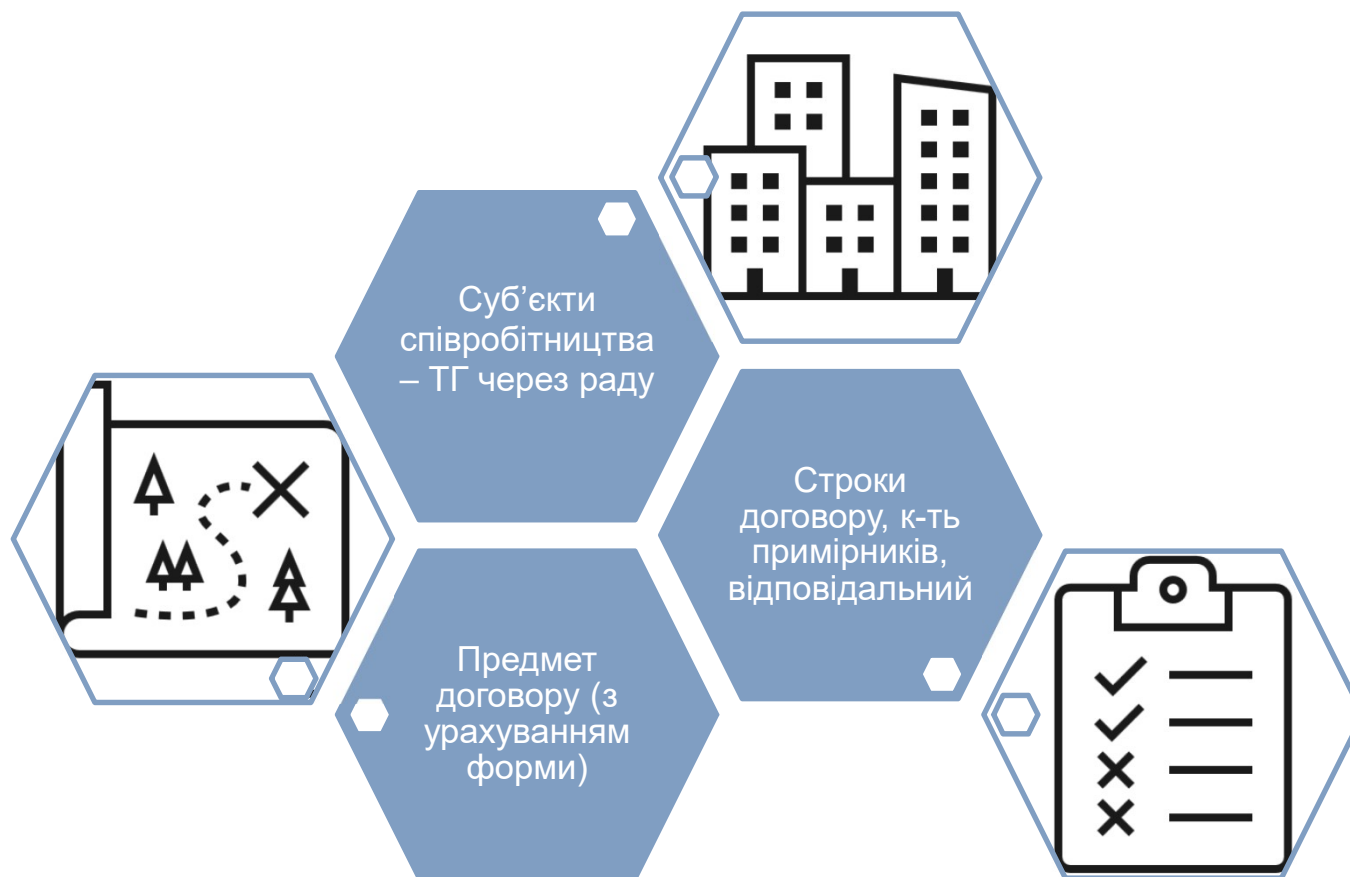 Суб’єкти
співробітництва
– ТГ через раду
Строки
договору, к-ть
примірників,
відповідальний
Предмет
договору (з
урахуванням
форми)